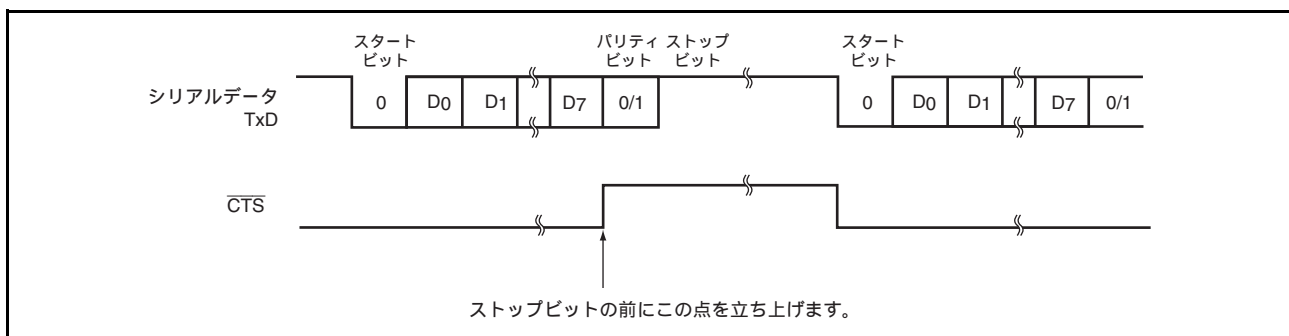 スタート
ビット
パリティ
ビット
ストップ
ビット
スタート
ビット
シリアルデータ
TxD
0 D0 D1 D7 0/1 0 D0 D1 D7 0/1
CTS
ストップビットの前にこの点を立ち上げます。